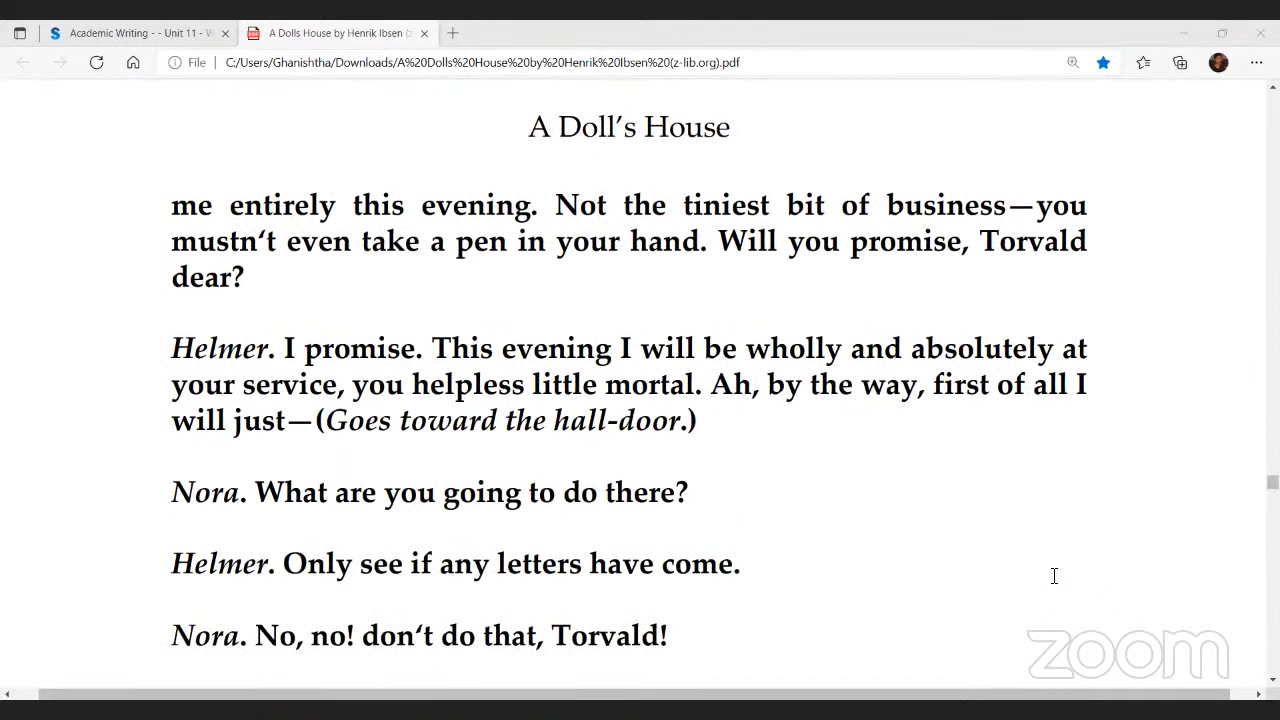 Academic Writing - - Unit 11 - W
A Dolls House by Henrik Ibsen (z
File
C:/Users/Ghanishtha/Downloads/A%20Dolls%20House%20by%20Henrik%20Ibsen%20(z-lib.org).pdf
A Doll's House
me entirely this evening. Not the tiniest bit of business—you
mustn‘t even take a pen in your hand. Will you promise, Torvald
dear?
Helmer. I promise. This evening I will be wholly and absolutely at
your service, you helpless little mortal. Ah, by the way, first of all I
will just—(Goes toward the hall-door.)
Nora. What are you going to do there?
Helmer. Only see if any letters have come.
Nora. No, no! don‘t do that, Torvald!
zoom